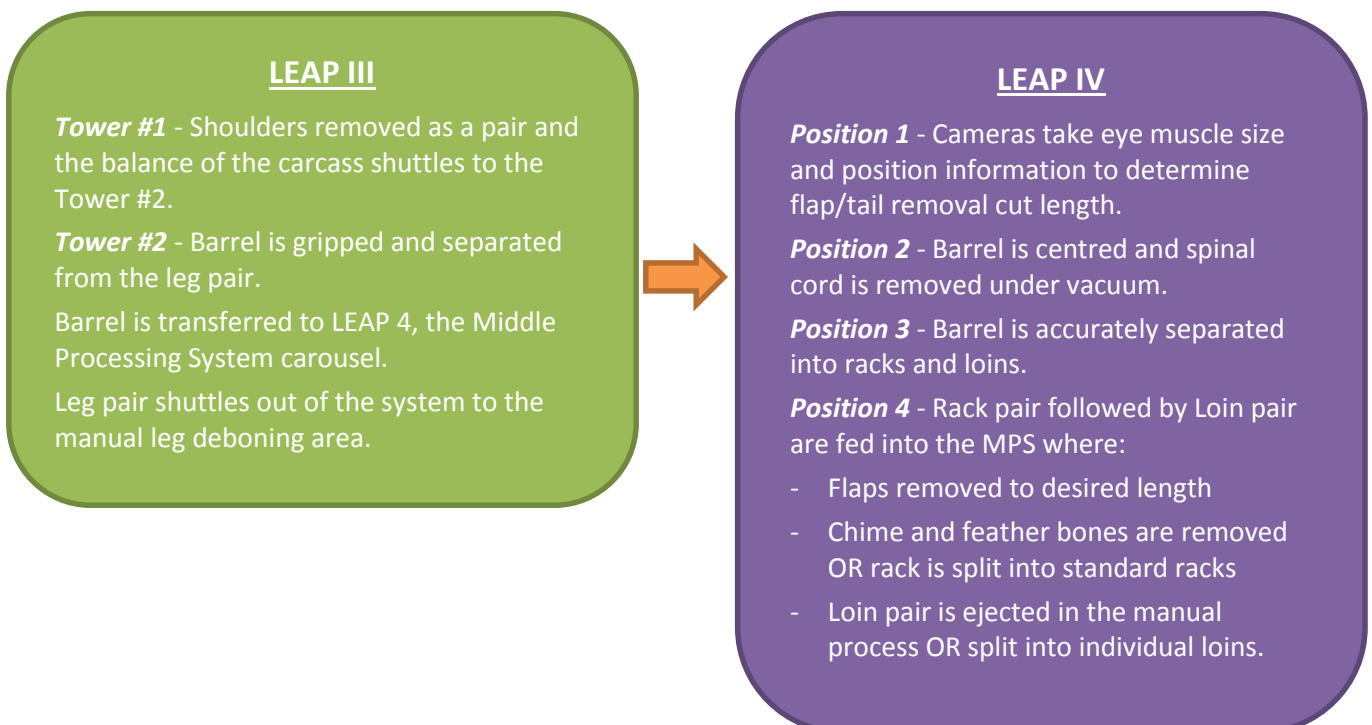 LEAP III
Tower #1 - Shoulders removed as a pair and
the balance of the carcass shuttles to the
Tower #2.
Tower #2 - Barrel is gripped and separated
from the leg pair.
Barrel is transferred to LEAP 4, the Middle
Processing System carousel.
Leg pair shuttles out of the system to the
manual leg deboning area.
LEAP IV
Position 1 - Cameras take eye muscle size
and position information to determine
flap/tail removal cut length.
Position 2 - Barrel is centred and spinal
cord is removed under vacuum.
Position 3 - Barrel is accurately separated
into racks and loins.
Position 4 - Rack pair followed by Loin pair
are fed into the MPS where:
- Flaps removed to desired length
- Chime and feather bones are removed
OR rack is split into standard racks
- Loin pair is ejected in the manual
process OR split into individual loins.